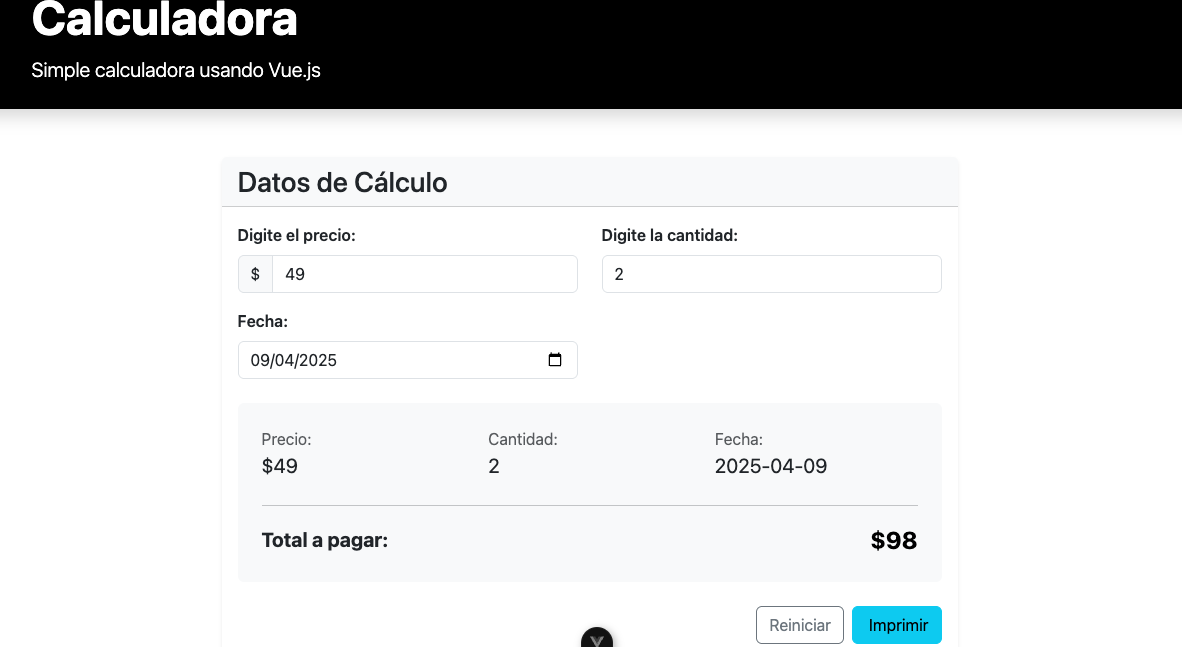 Calculadora
Simple calculadora usando Vue.js
Datos de Cálculo
Digite el precio: Digite la cantidad:
$ 49 2
Fecha:
09/04/2025
Precio: Cantidad: Fecha:
$49 2 2025-04-09
Total a pagar: $98
Reiniciar Imprimir